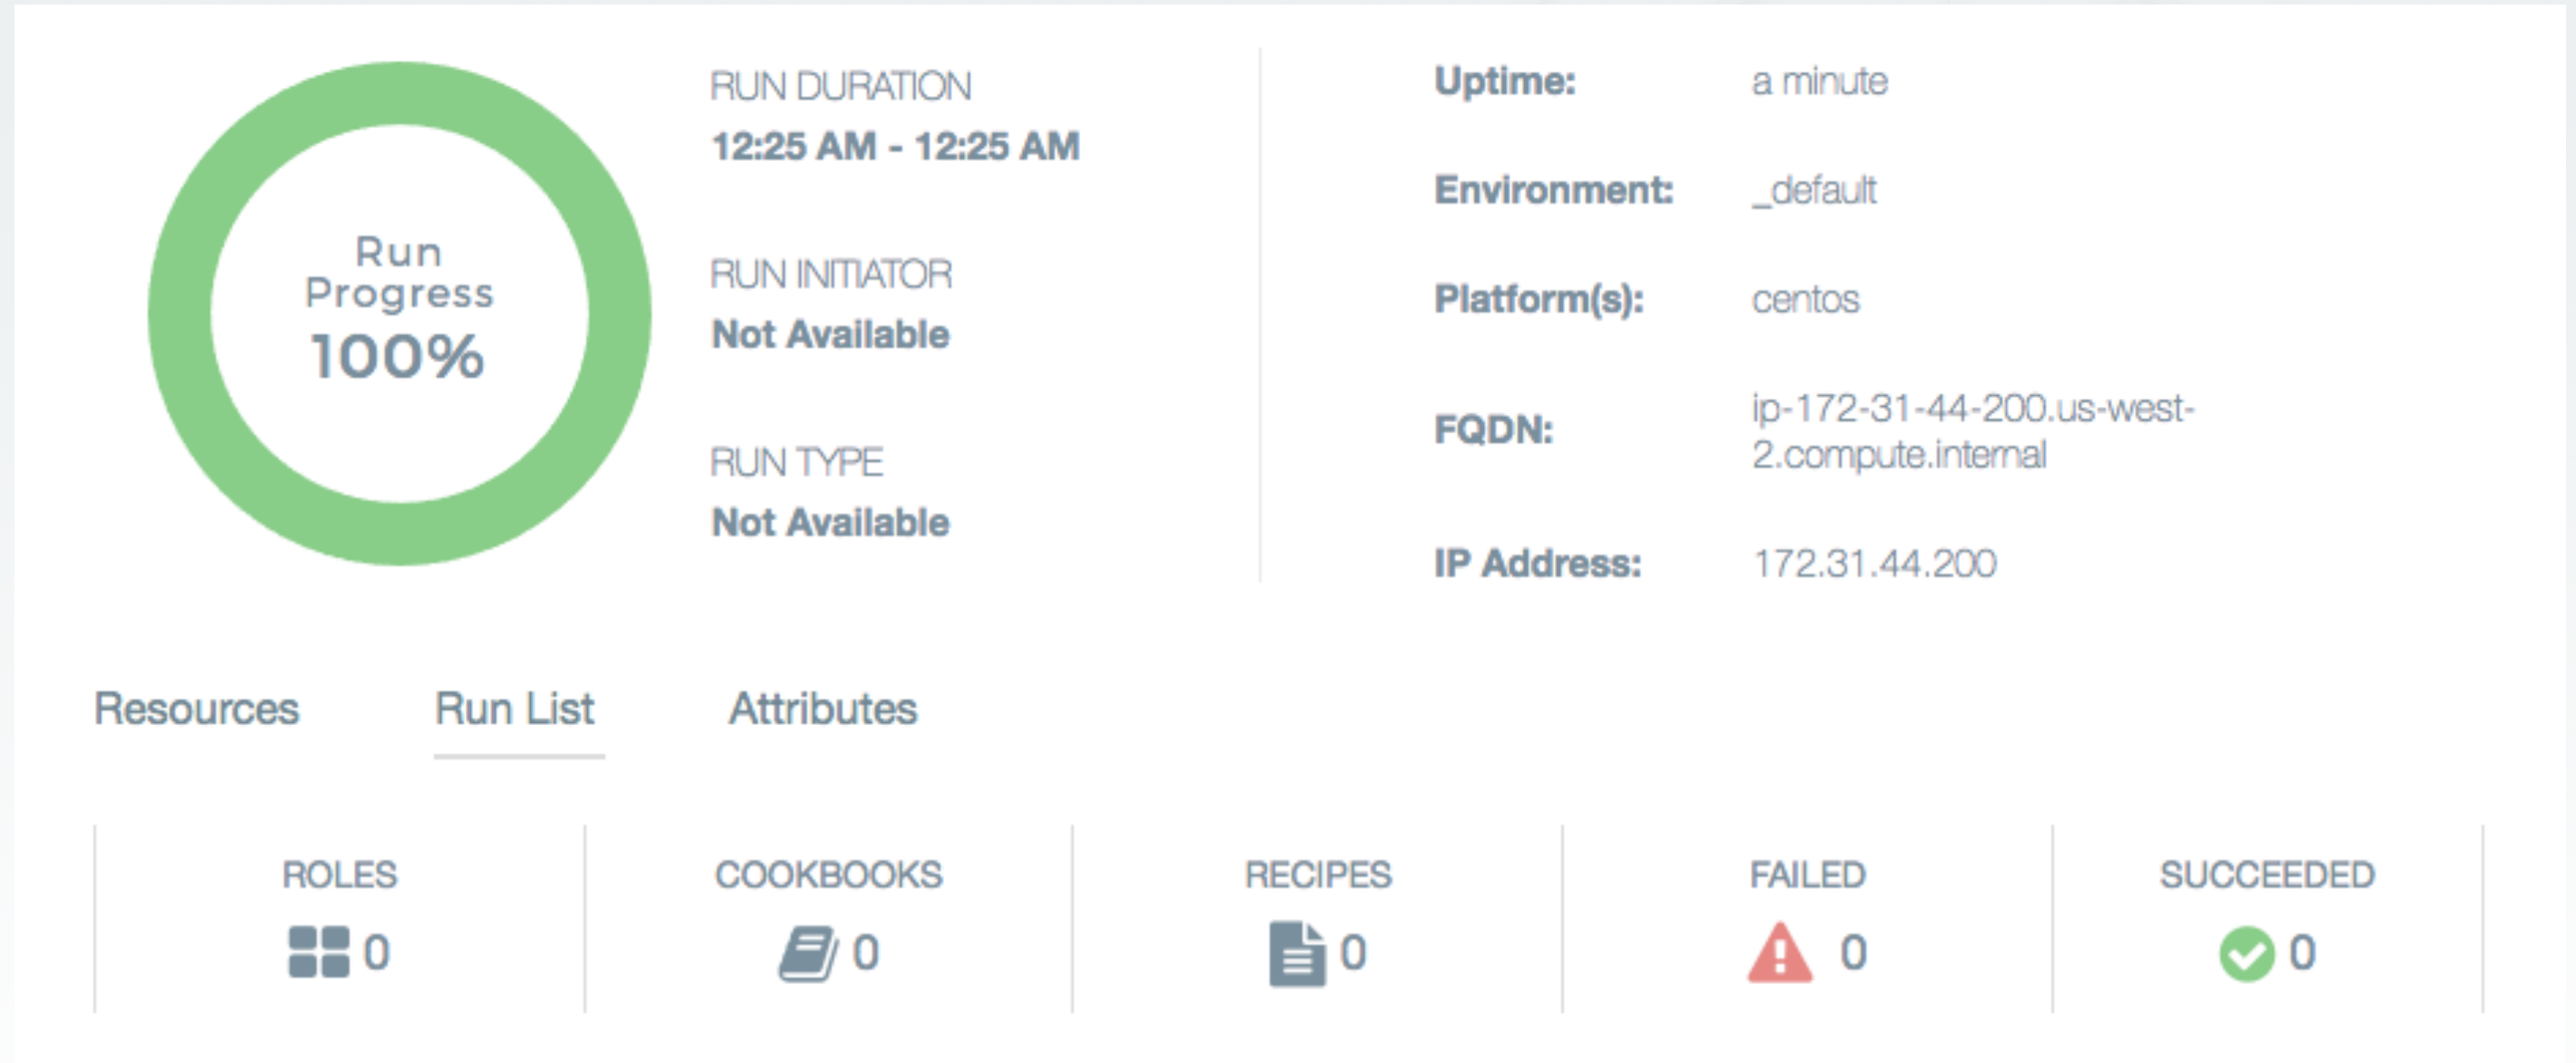 Run
Progress
100%
RUN DURATION
12:25 AM - 12:25 AM
RUN INITIATOR
Not Available
RUN TYPE
Not Available
Uptime: a minute
Environment: _default
Platform(s): centos
FQDN: ip-172-31-44-200.us-west-
2.compute.internal
IP Address: 172.31.44.200
Resources Run List Attributes
ROLES COOKBOOKS RECIPES FAILED SUCCEEDED
0 0 0 0 0